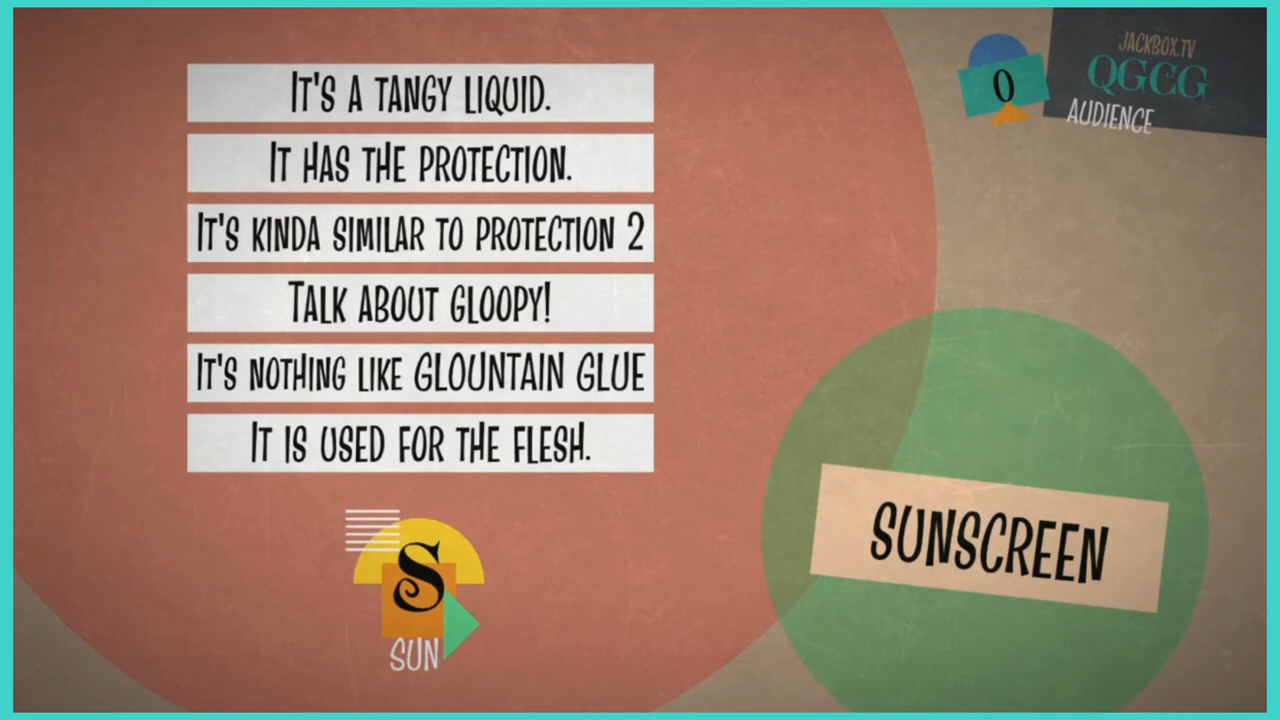 It's a tangy liquid.
It has the protection.
It's kinda similar to protection 2
Talk about gloopy!
It's nothing like GLOUNTAIN GLUE
It is used for the flesh.
S
SUN
0
JACKBOX.TV
QGCG
AUDIENCE
SUNSCREEN